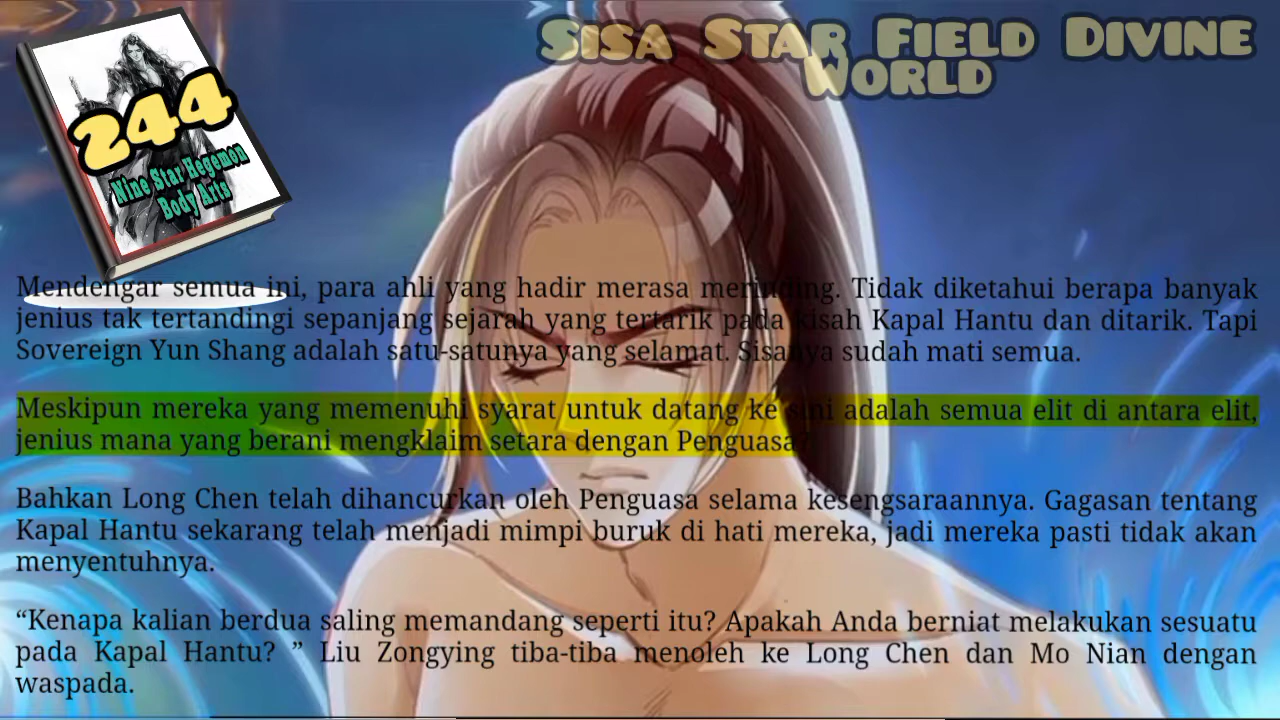 Sisa Star Field Divine
World
244
Nine Star Hegemon
Body Arts
Mendengar semua ini, para ahli yang hadir merasa merinding. Tidak diketahui berapa banyak
jenius tak tertandingi sepanjang sejarah yang tertarik pada kisah Kapal Hantu dan ditarik. Tapi
Sovereign Yun Shang adalah satu-satunya yang selamat. Sisanya sudah mati semua.
Meskipun mereka yang memenuhi syarat untuk datang ke sini adalah semua elit di antara elit,
jenius mana yang berani mengklaim setara dengan Penguasa?
Bahkan Long Chen telah dihancurkan oleh Penguasa selama kesengsaraannya. Gagasan tentang
Kapal Hantu sekarang telah menjadi mimpi buruk di hati mereka, jadi mereka pasti tidak akan
menyentuhnya.
“Kenapa kalian berdua saling memandang seperti itu? Apakah Anda berniat melakukan sesuatu
pada Kapal Hantu? ” Liu Zongying tiba-tiba menoleh ke Long Chen dan Mo Nian dengan
waspada.